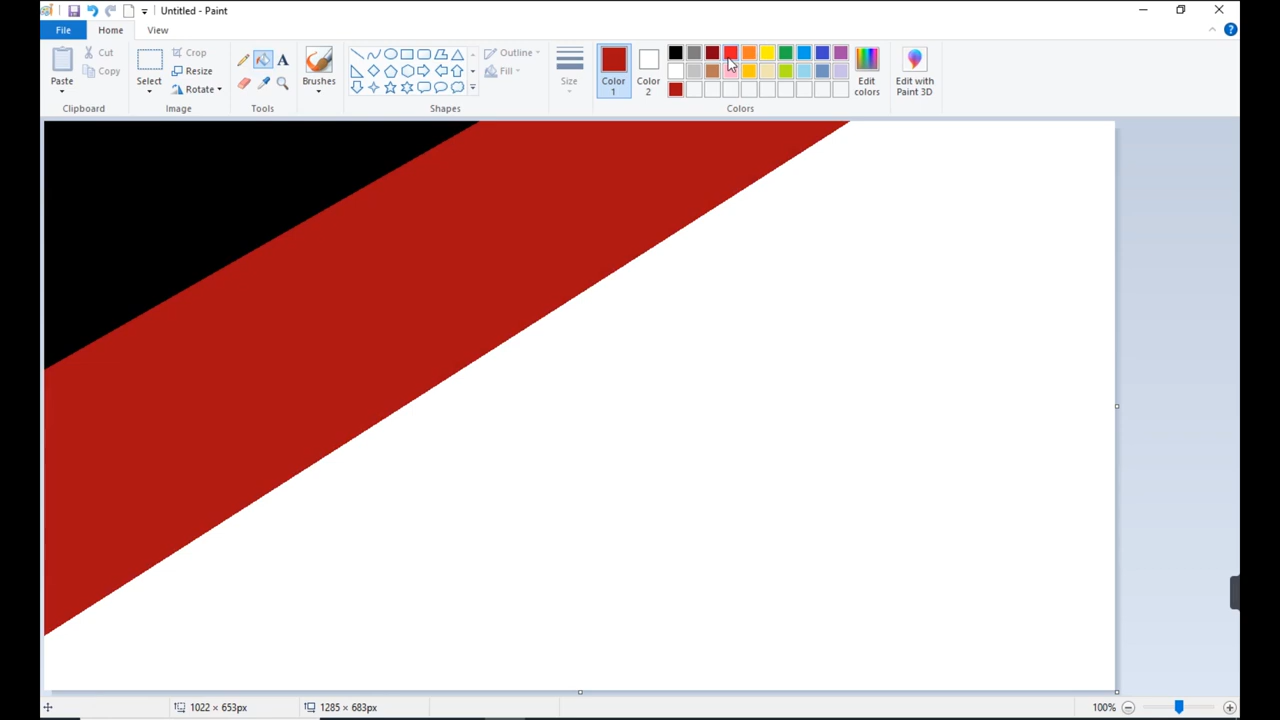 Untitled - Paint
File Home View
Cut Crop Outline
Paste Copy Select Resize Brushes Fill Size Color 1 Color 2 Edit colors Edit with Paint 3D
Rotate
Clipboard Image Tools Shapes Colors
1022 × 653px 1285 × 683px 100%